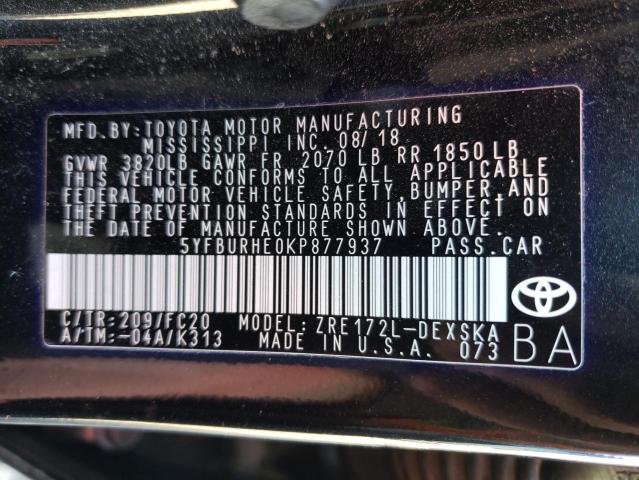 MFD. BY: TOYOTA MOTOR MANUFACTURING
MISSISSIPPI INC. 08/18
GVWR 3820LB GAWR FR 2070 LB RR 1850 LB
THIS VEHICLE CONFORMS TO ALL APPLICABLE
FEDERAL MOTOR VEHICLE SAFETY, BUMPER, AND
THEFT PREVENTION STANDARDS IN EFFECT ON
THE DATE OF MANUFACTURE SHOWN ABOVE.
5YFBURHE0KP877937 PASS. CAR
C/TR: 209/FC20 MODEL: ZRE172L-DEXSKA
A/TM: -04A/K313 MADE IN U.S.A. 073 BA